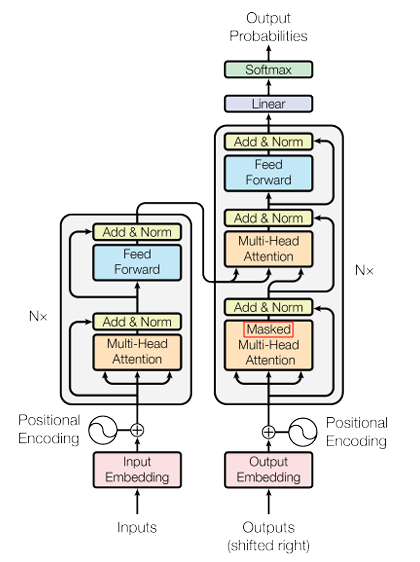 Output
Probabilities
Softmax
Linear
Add & Norm
Feed
Forward
Add & Norm
Multi-Head
Attention
Add & Norm
Masked
Multi-Head
Attention
N×
Positional
Encoding
Output
Embedding
Outputs
(shifted right)
Add & Norm
Feed
Forward
Add & Norm
Multi-Head
Attention
N×
Positional
Encoding
Input
Embedding
Inputs